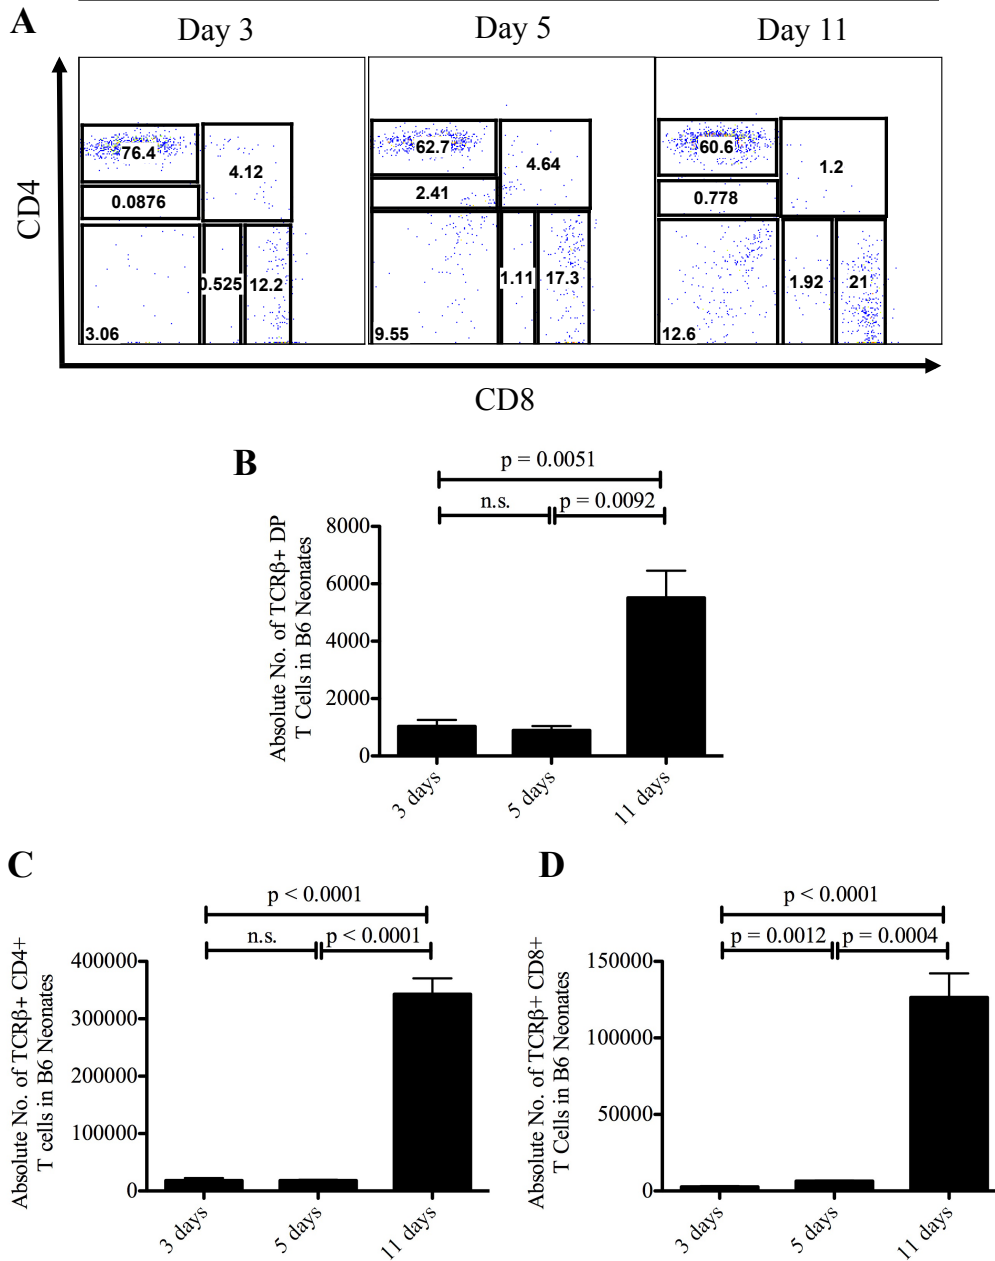 A
Day 3
Day 5
Day 11
CD4
76.4
4.12
0.0876
0.525
12.2
3.06
62.7
4.64
2.41
1.11
17.3
9.55
60.6
1.2
0.778
1.92
21
12.6
CD8
B
p = 0.0051
n.s.
p = 0.0092
Absolute No. of TCRβ+ DP
T Cells in B6 Neonates
8000
6000
4000
2000
0
3 days
5 days
11 days
C
p < 0.0001
n.s.
p < 0.0001
Absolute No. of TCRβ+ CD4+
T cells in B6 Neonates
400000
300000
200000
100000
0
3 days
5 days
11 days
D
p < 0.0001
p = 0.0012
p = 0.0004
Absolute No. of TCRβ+ CD8+
T Cells in B6 Neonates
150000
100000
50000
0
3 days
5 days
11 days